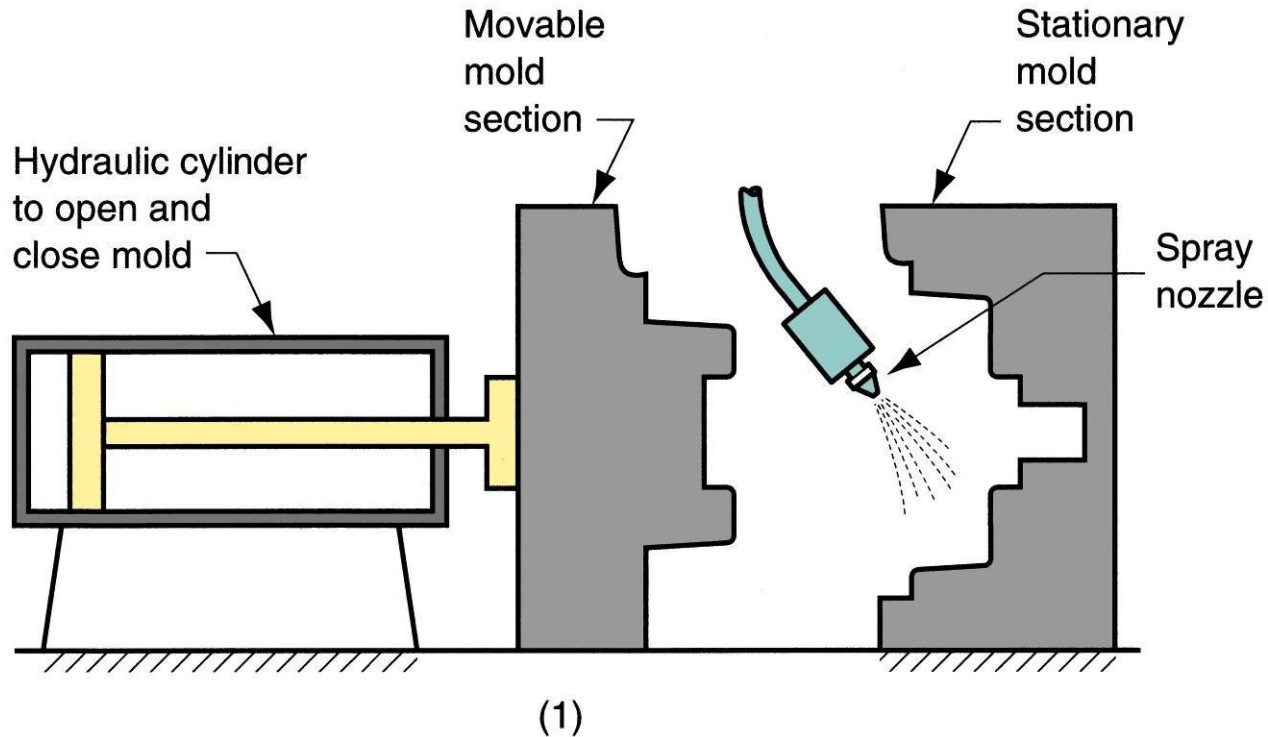 Movable
mold
section
Stationary
mold
section
Hydraulic cylinder
to open and
close mold
Spray
nozzle
(1)